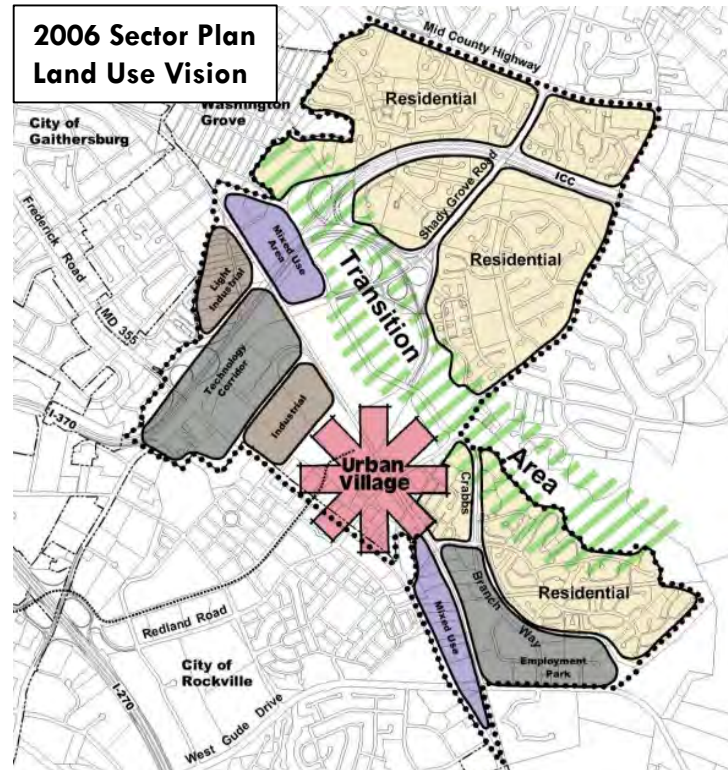 2006 Sector Plan
Land Use Vision
Mid County Highway
Washington
Grove
City of
Gaithersburg
Residential
ICC
Shady Grove Road
Frederick Road
Mixed Use
Area
Residential
Light
Industrial
Transition
MD 355
Technology
Corridor
I-370
Industrial
Urban
Village
Area
Crabbs
Branch
Way
Residential
Mixed Use
Employment
Park
Redland Road
City of
Rockville
I-270
West Gude Drive